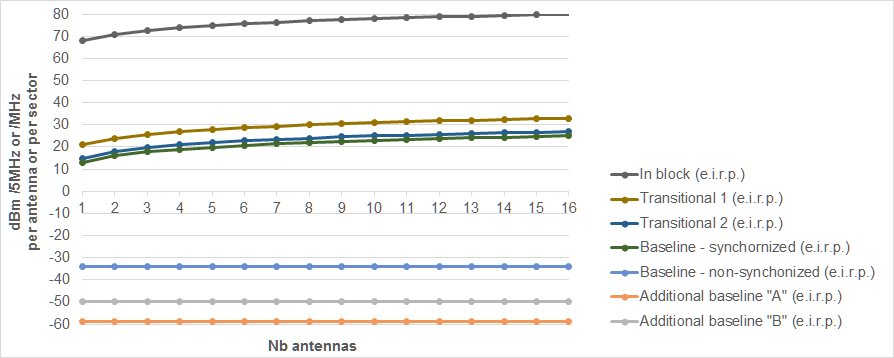 80
70
60
50
40
30
20
10
0
-10
-20
-30
-40
-50
-60
dBm /5MHz or /MHz
per antenna or per sector
1 2 3 4 5 6 7 8 9 10 11 12 13 14 15 16
Nb antennas
In block (e.i.r.p.)
Transitional 1 (e.i.r.p.)
Transitional 2 (e.i.r.p.)
Baseline - synchornized (e.i.r.p.)
Baseline - non-synchonized (e.i.r.p.)
Additional baseline "A" (e.i.r.p.)
Additional baseline "B" (e.i.r.p.)